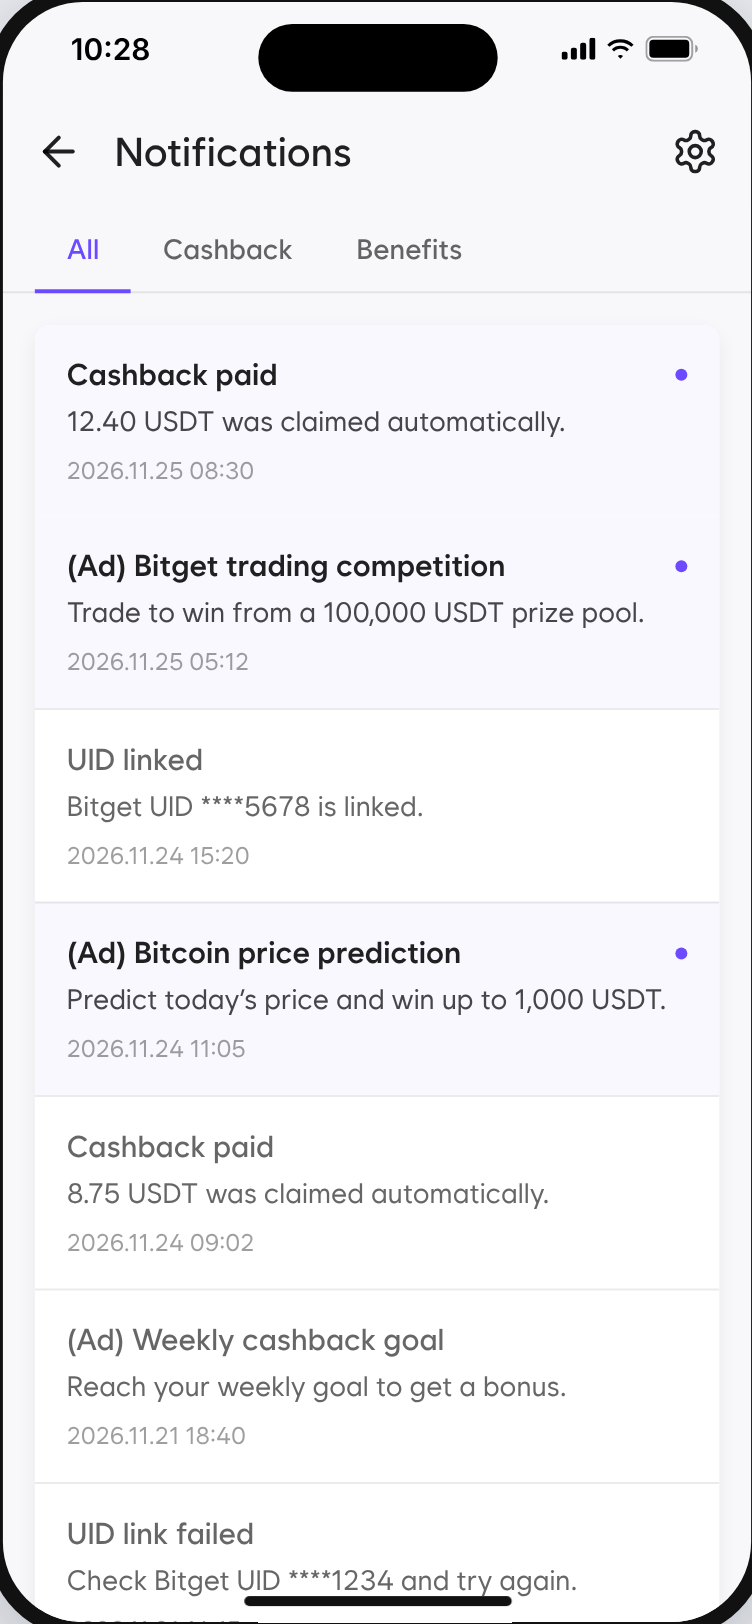 10:28
Notifications
All Cashback Benefits
Cashback paid
12.40 USDT was claimed automatically.
2026.11.25 08:30
(Ad) Bitget trading competition
Trade to win from a 100,000 USDT prize pool.
2026.11.25 05:12
UID linked
Bitget UID ****5678 is linked.
2026.11.24 15:20
(Ad) Bitcoin price prediction
Predict today’s price and win up to 1,000 USDT.
2026.11.24 11:05
Cashback paid
8.75 USDT was claimed automatically.
2026.11.24 09:02
(Ad) Weekly cashback goal
Reach your weekly goal to get a bonus.
2026.11.21 18:40
UID link failed
Check Bitget UID ****1234 and try again.